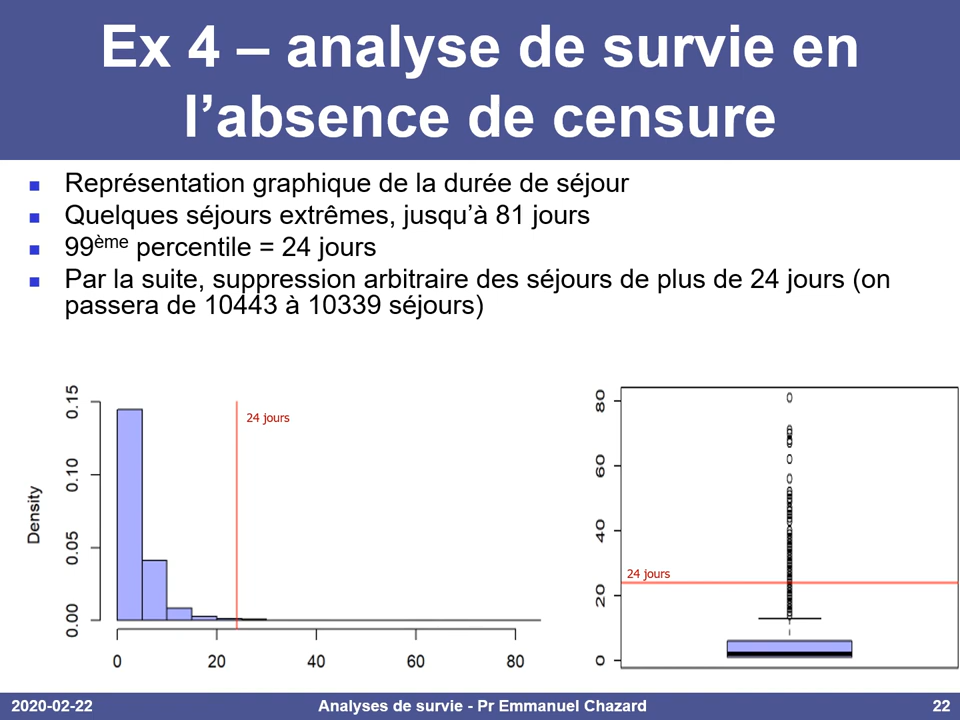 Ex 4 – analyse de survie en
l’absence de censure
Représentation graphique de la durée de séjour
Quelques séjours extrêmes, jusqu’à 81 jours
99ème percentile = 24 jours
Par la suite, suppression arbitraire des séjours de plus de 24 jours (on
passera de 10443 à 10339 séjours)
Density
0.15
0.10
0.05
0.00
24 jours
0 20 40 60 80
80
60
40
20
0
24 jours
2020-02-22 Analyses de survie - Pr Emmanuel Chazard 22